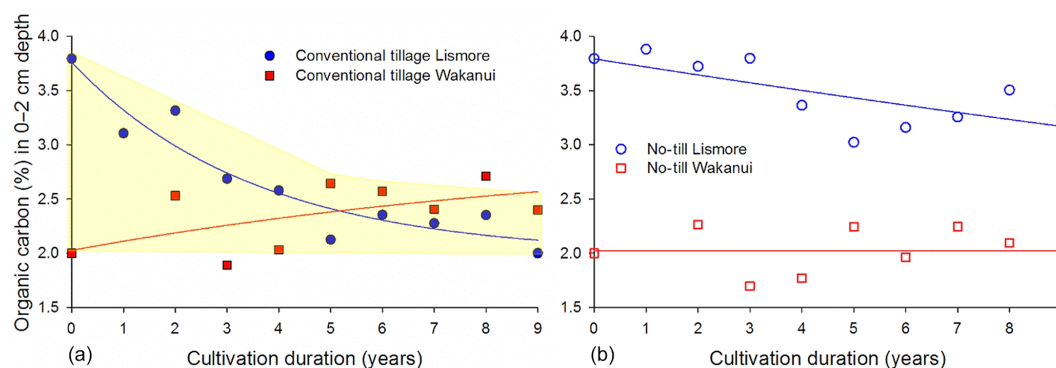 4.0
3.5
3.0
2.5
2.0
1.5
Organic carbon (%) in 0–2 cm depth
Conventional tillage Lismore
Conventional tillage Wakanui
0 1 2 3 4 5 6 7 8 9
(a) Cultivation duration (years)
4.0
3.5
3.0
2.5
2.0
1.5
No-till Lismore
No-till Wakanui
0 1 2 3 4 5 6 7 8
(b) Cultivation duration (years)